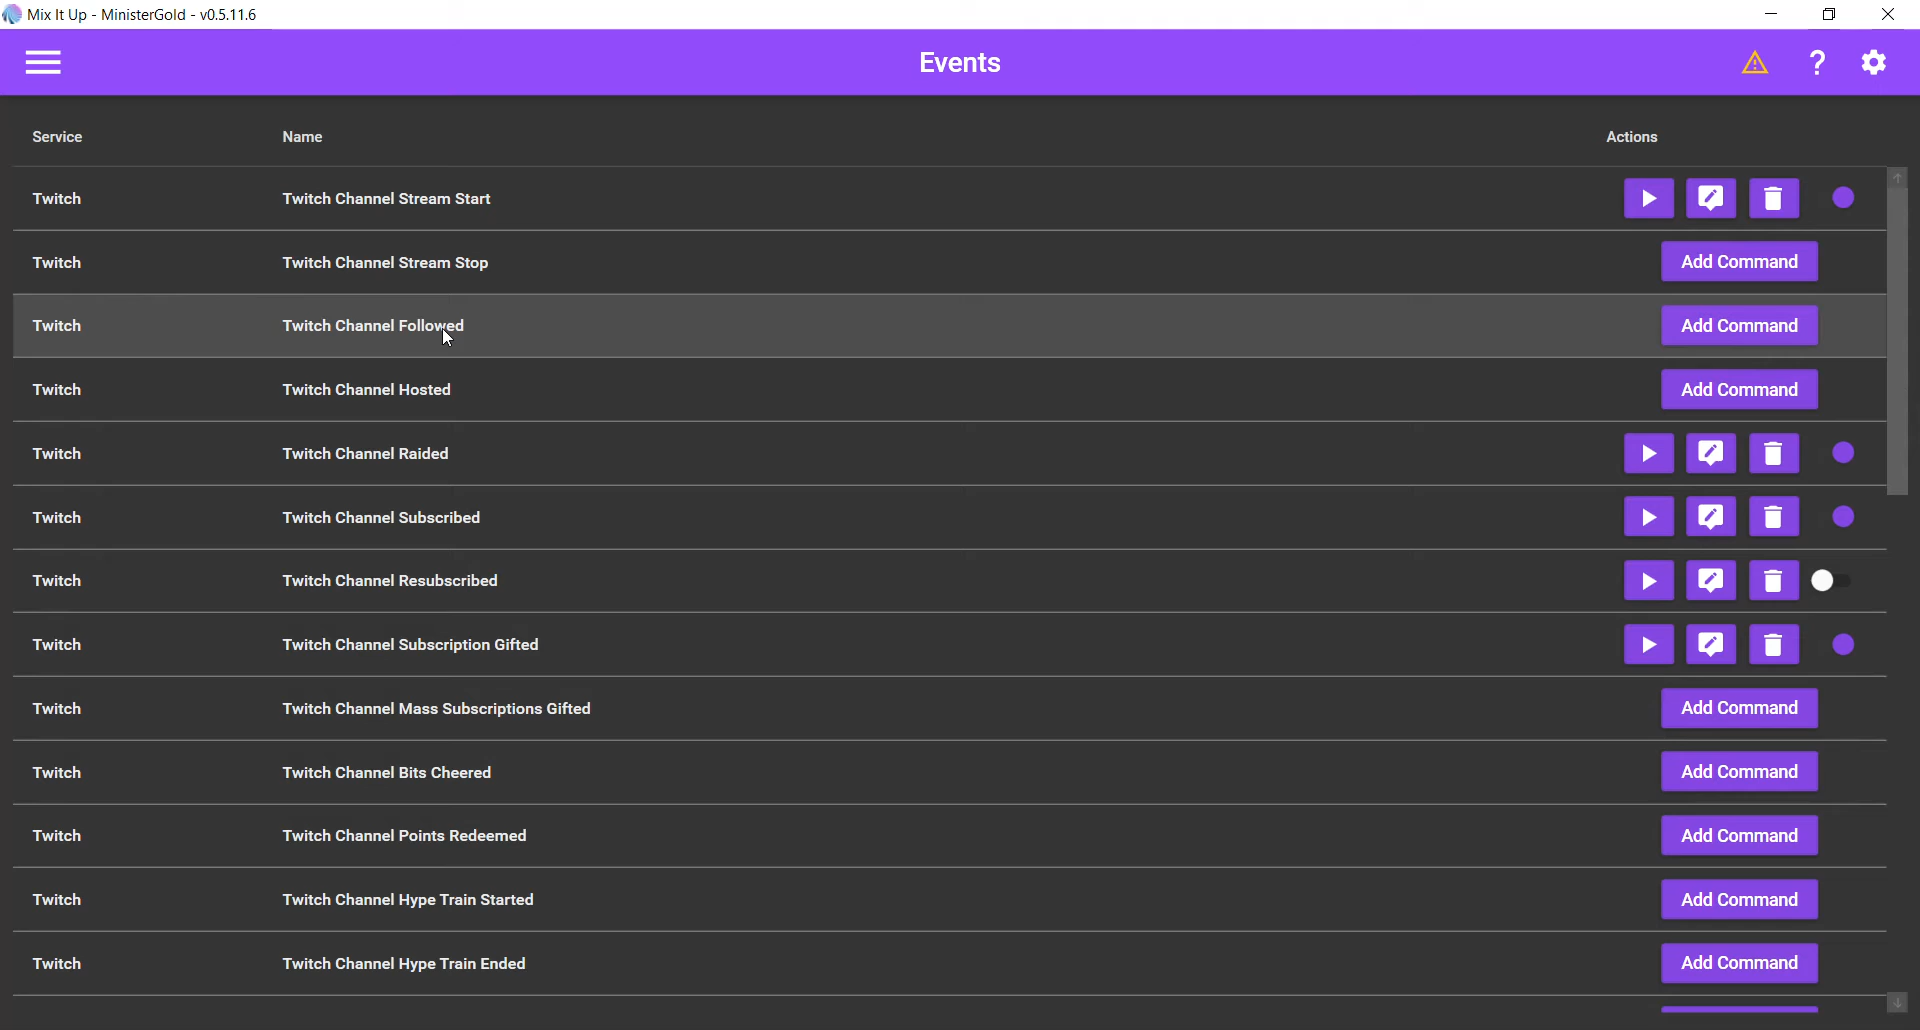 Mix It Up - MinisterGold - v0.5.11.6
Events
Service Name Actions
Twitch Twitch Channel Stream Start
Twitch Twitch Channel Stream Stop Add Command
Twitch Twitch Channel Followed Add Command
Twitch Twitch Channel Hosted Add Command
Twitch Twitch Channel Raided
Twitch Twitch Channel Subscribed
Twitch Twitch Channel Resubscribed
Twitch Twitch Channel Subscription Gifted
Twitch Twitch Channel Mass Subscriptions Gifted Add Command
Twitch Twitch Channel Bits Cheered Add Command
Twitch Twitch Channel Points Redeemed Add Command
Twitch Twitch Channel Hype Train Started Add Command
Twitch Twitch Channel Hype Train Ended Add Command